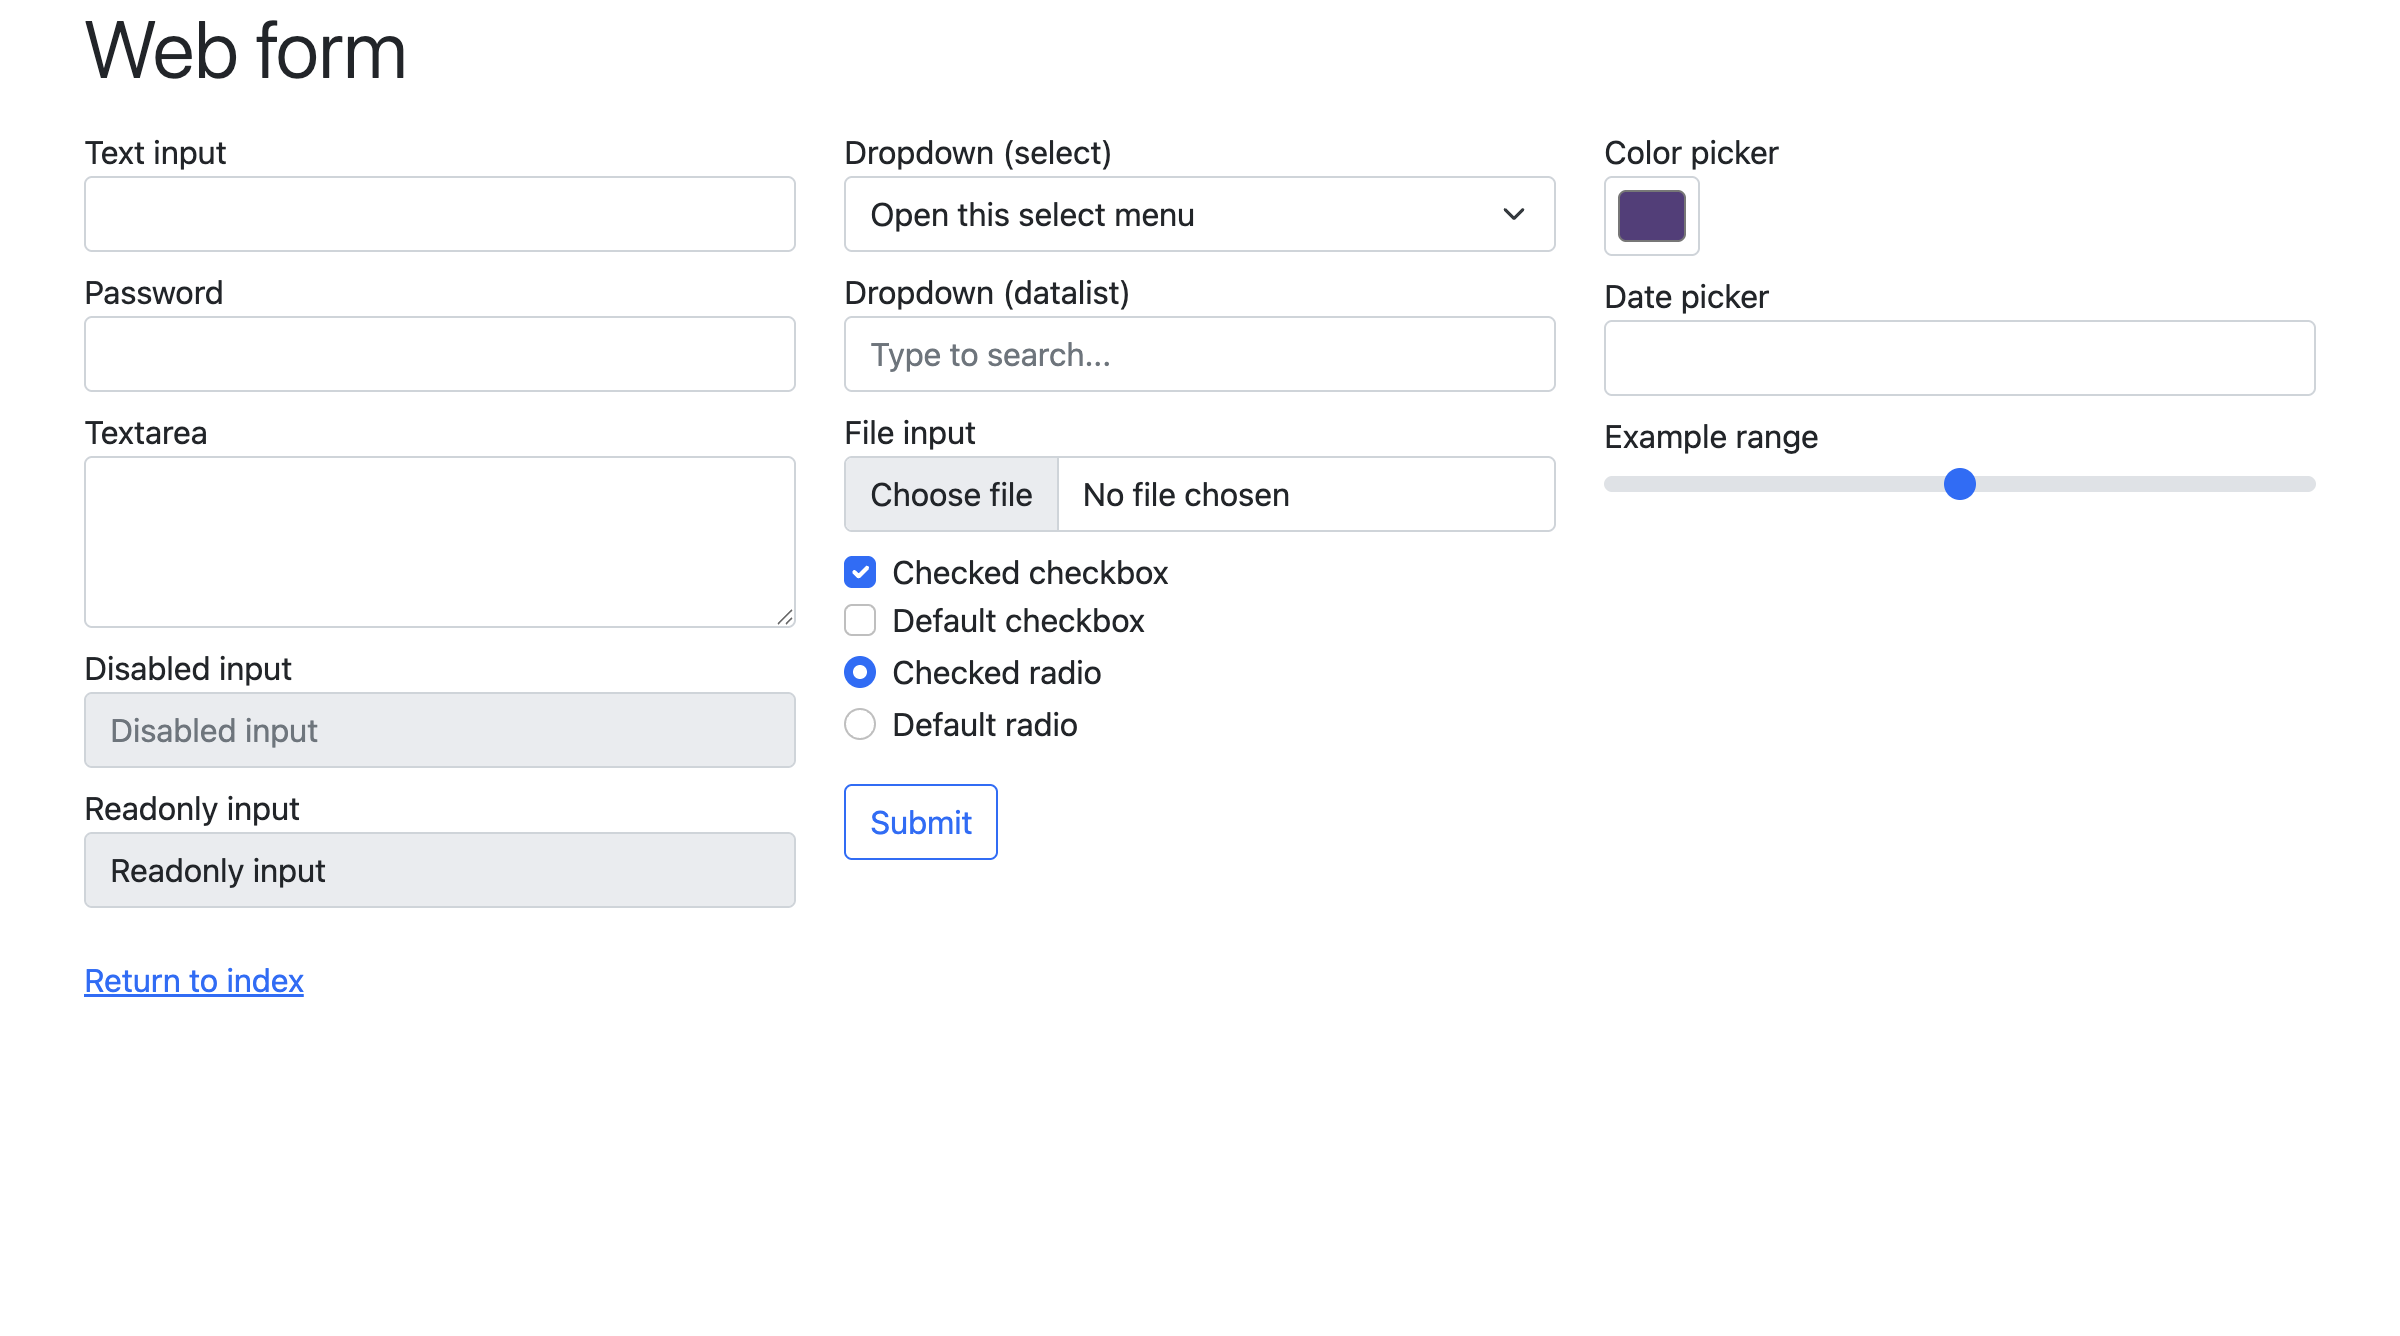 Web form
Text input
Password
Textarea
Disabled input
Disabled input
Readonly input
Readonly input
Return to index
Dropdown (select)
Open this select menu
Dropdown (datalist)
Type to search...
File input
Choose file No file chosen
Checked checkbox
Default checkbox
Checked radio
Default radio
Submit
Color picker
Date picker
Example range